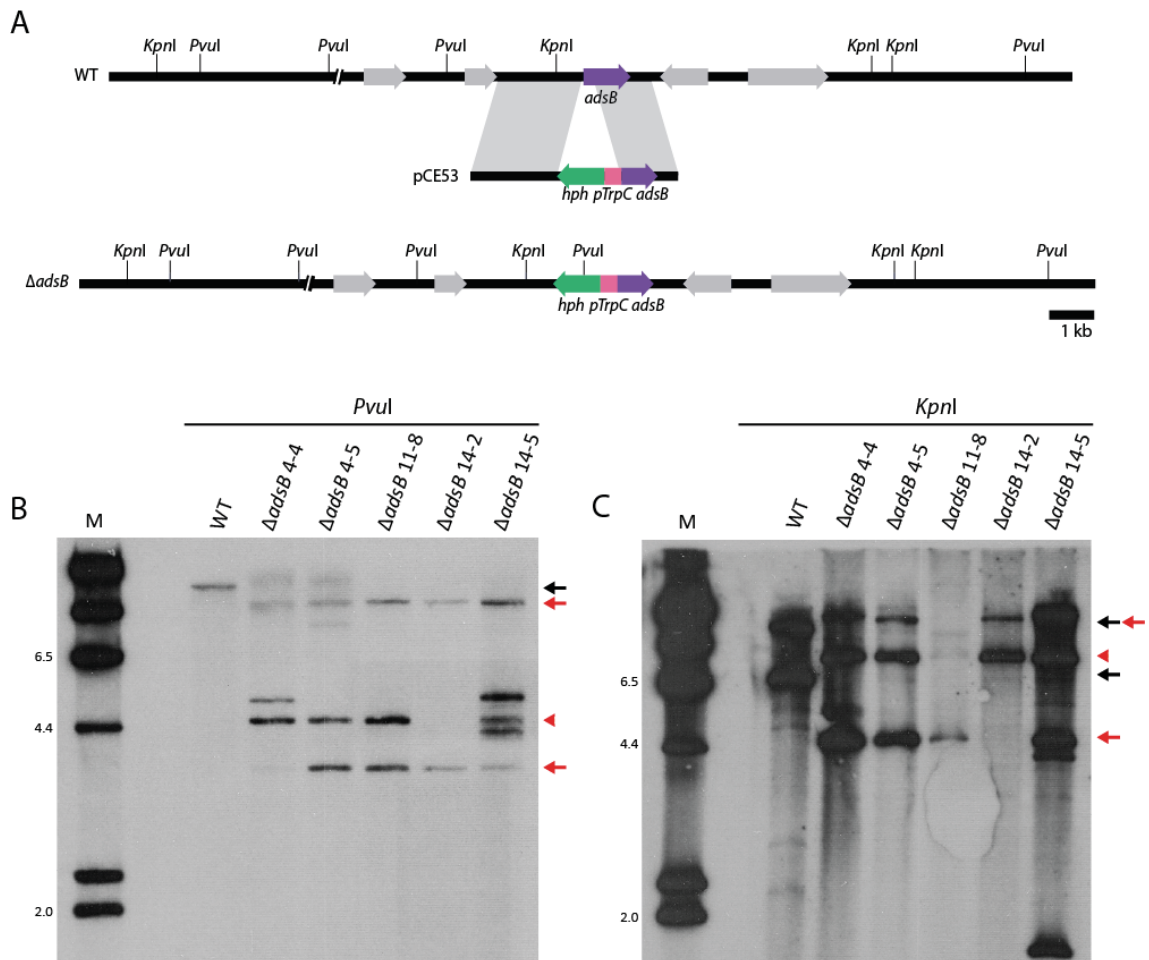 A
KpnI PvuI PvuI PvuI KpnI KpnI KpnI PvuI
WT
adsB
pCE53
hph pTrpC adsB
KpnI PvuI PvuI PvuI KpnI PvuI KpnI KpnI PvuI
ΔadsB
hph pTrpC adsB
1 kb
PvuI
B
M
WT
ΔadsB 4-4
ΔadsB 4-5
ΔadsB 11-8
ΔadsB 14-2
ΔadsB 14-5
6.5
4.4
2.0
KpnI
C
M
WT
ΔadsB 4-4
ΔadsB 4-5
ΔadsB 11-8
ΔadsB 14-2
ΔadsB 14-5
6.5
4.4
2.0